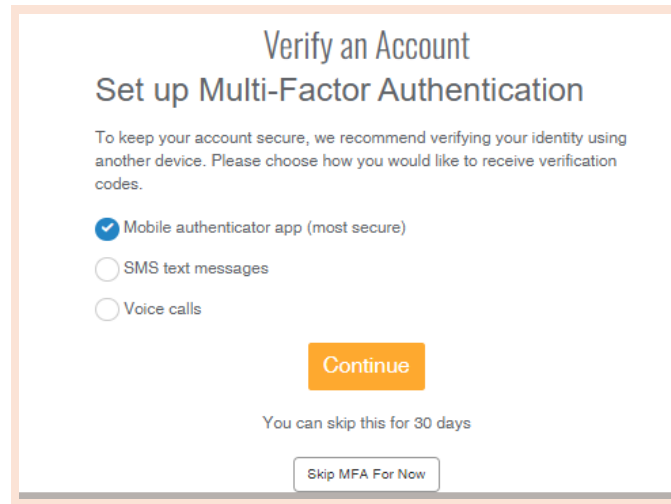 Verify an Account
Set up Multi-Factor Authentication
To keep your account secure, we recommend verifying your identity using
another device. Please choose how you would like to receive verification
codes.
Mobile authenticator app (most secure)
SMS text messages
Voice calls
Continue
You can skip this for 30 days
Skip MFA For Now